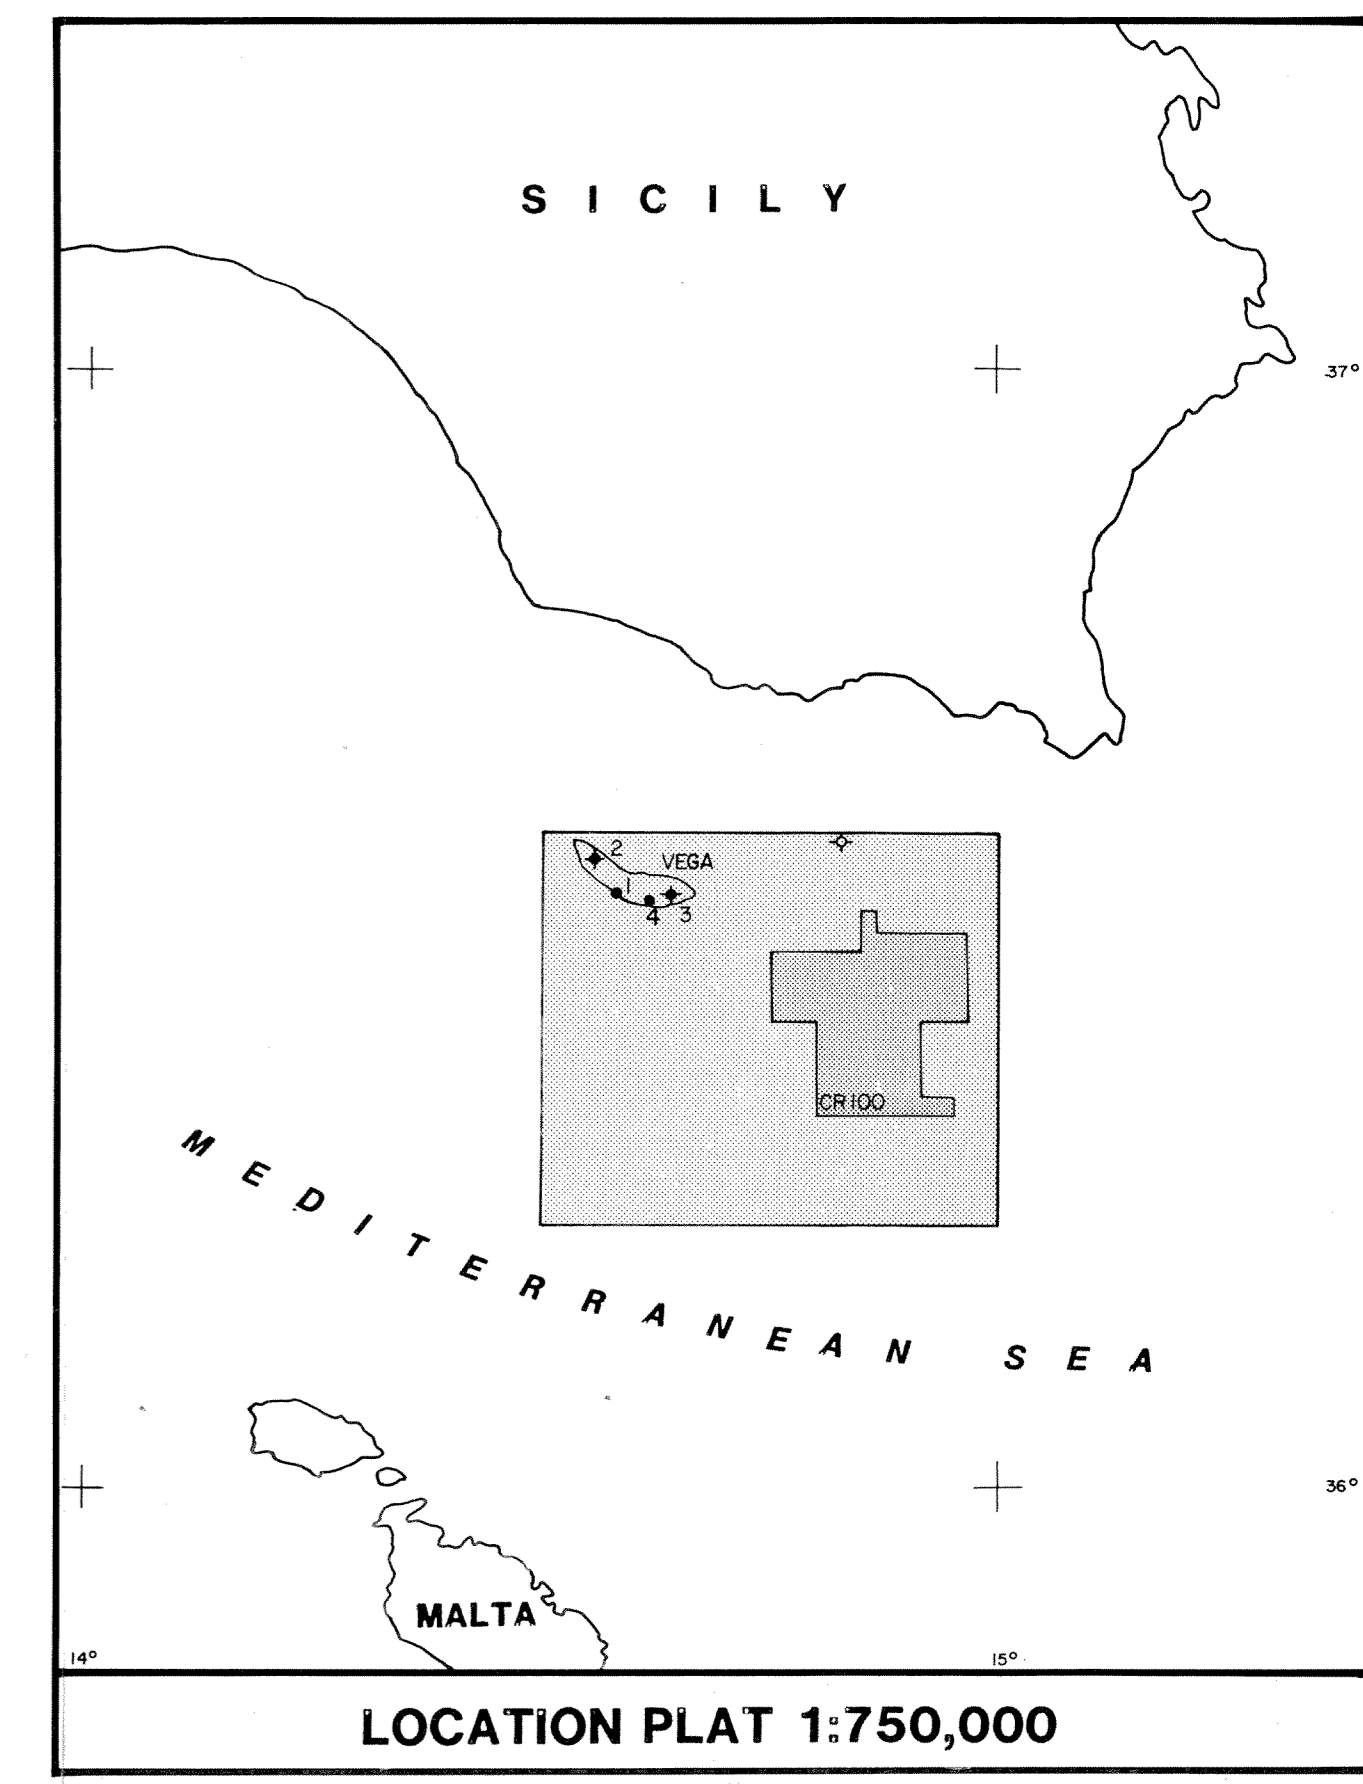 SICILY
37°
2
VEGA
1
4 3
CR100
MEDITERRANEAN SEA
36°
MALTA
14° 15°
LOCATION PLAT 1:750,000